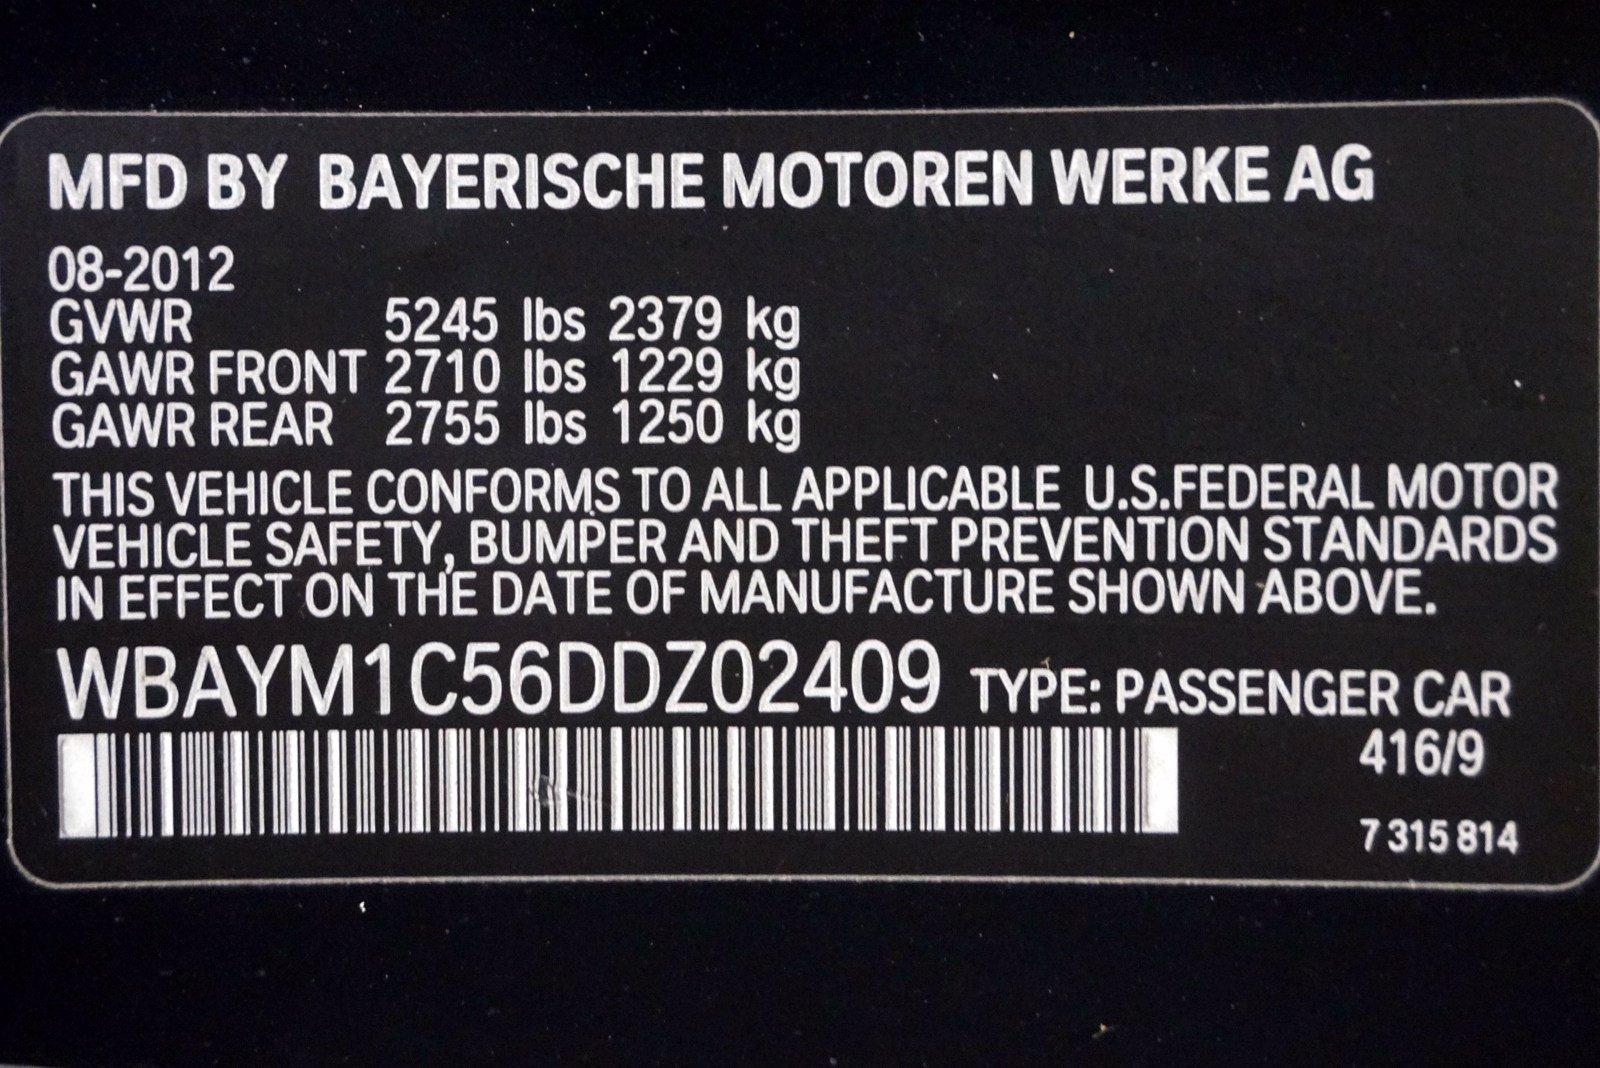 MFD BY BAYERISCHE MOTOREN WERKE AG
08-2012
GVWR 5245 lbs 2379 kg
GAWR FRONT 2710 lbs 1229 kg
GAWR REAR 2755 lbs 1250 kg
THIS VEHICLE CONFORMS TO ALL APPLICABLE U.S.FEDERAL MOTOR
VEHICLE SAFETY, BUMPER AND THEFT PREVENTION STANDARDS
IN EFFECT ON THE DATE OF MANUFACTURE SHOWN ABOVE.
WBAYM1C56DDZ02409 TYPE: PASSENGER CAR
416/9
7 315 814